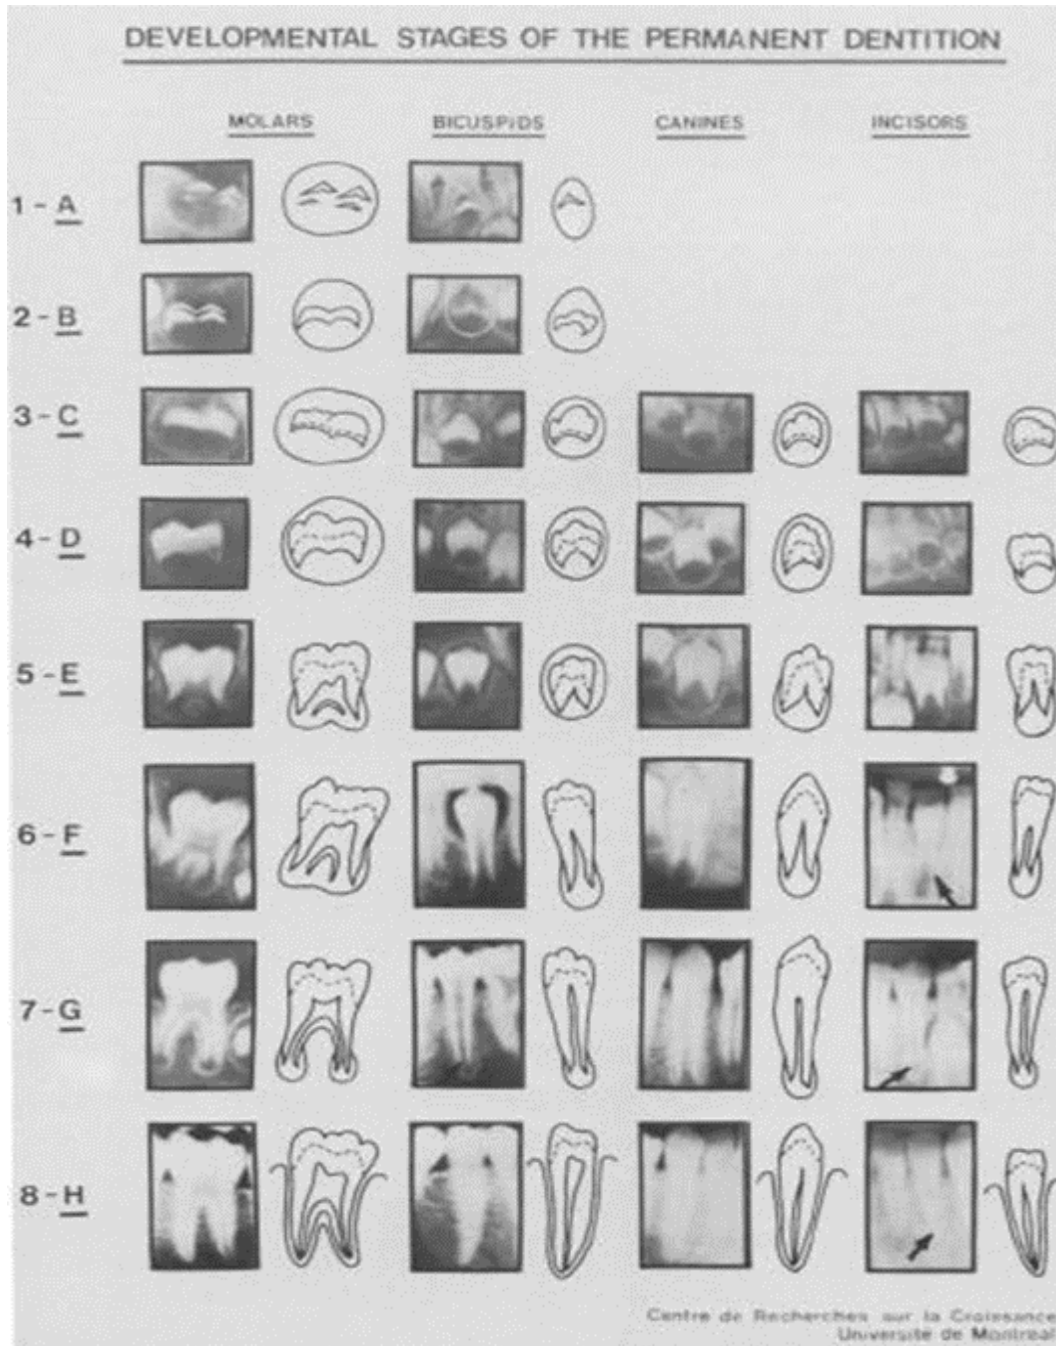 DEVELOPMENTAL STAGES OF THE PERMANENT DENTITION
MOLARS BICUSPIDS CANINES INCISORS
1 - A
2 - B
3 - C
4 - D
5 - E
6 - F
7 - G
8 - H
Centre de Recherches sur la Croissance
Université de Montréal